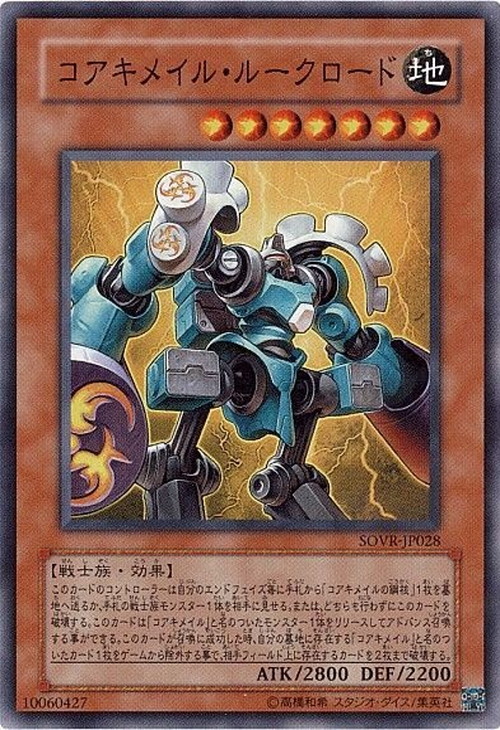 コアキメイル・ルークロード
地
SOVR-JP028
【戦士族・効果】
このカードのコントローラーは自分のエンドフェイズ毎に手札から「コアキメイルの鋼核」1枚を墓
地へ送るか、手札の戦士族モンスター1体を相手に見せる。または、どちらも行わずにこのカードを
破壊する。このカードは「コアキメイル」と名のついたモンスター1体をリリースしてアドバンス召喚
する事ができる。このカードが召喚に成功した時、自分の墓地に存在する「コアキメイル」と名のつ
いたカード1枚をゲームから除外する事で、相手フィールド上に存在するカードを2枚まで破壊する。
ATK/2800 DEF/2200
10060427
©高橋和希 スタジオ・ダイス/集英社